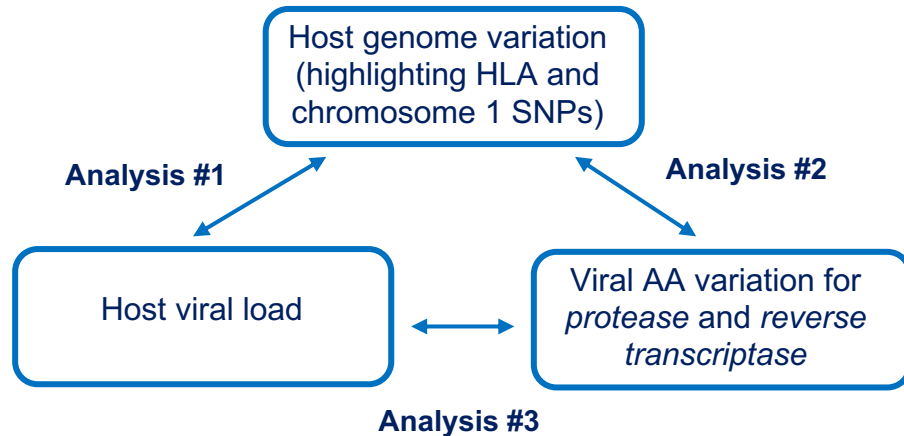 Host genome variation
(highlighting HLA and
chromosome 1 SNPs)
Analysis #1
Analysis #2
Host viral load
Viral AA variation for
protease and reverse
transcriptase
Analysis #3